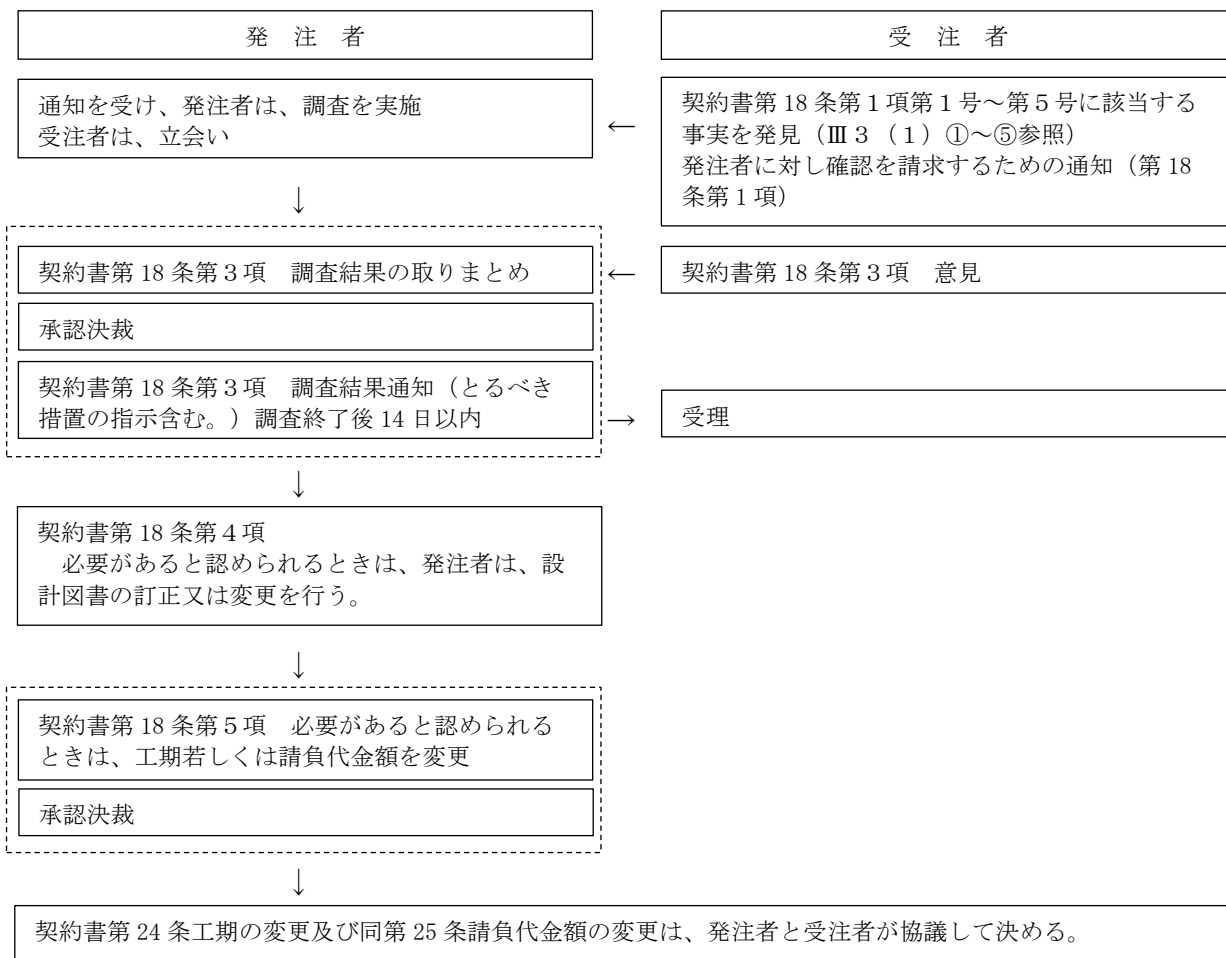 発　注　者
受　注　者
通知を受け、発注者は、調査を実施
受注者は、立会い
←
契約書第 18 条第１項第１号～第５号に該当する
事実を発見（Ⅲ３（１）①～⑤参照）
発注者に対し確認を請求するための通知（第 18
条第１項）
↓
契約書第 18 条第３項　調査結果の取りまとめ
←
契約書第 18 条第３項　意見
承認決裁
契約書第 18 条第３項　調査結果通知（とるべき
措置の指示含む。）調査終了後 14 日以内
→
受理
↓
契約書第 18 条第４項
　必要があると認められるときは、発注者は、設
計図書の訂正又は変更を行う。
↓
契約書第 18 条第５項　必要があると認められる
ときは、工期若しくは請負代金額を変更
承認決裁
↓
契約書第 24 条工期の変更及び同第 25 条請負代金額の変更は、発注者と受注者が協議して決める。